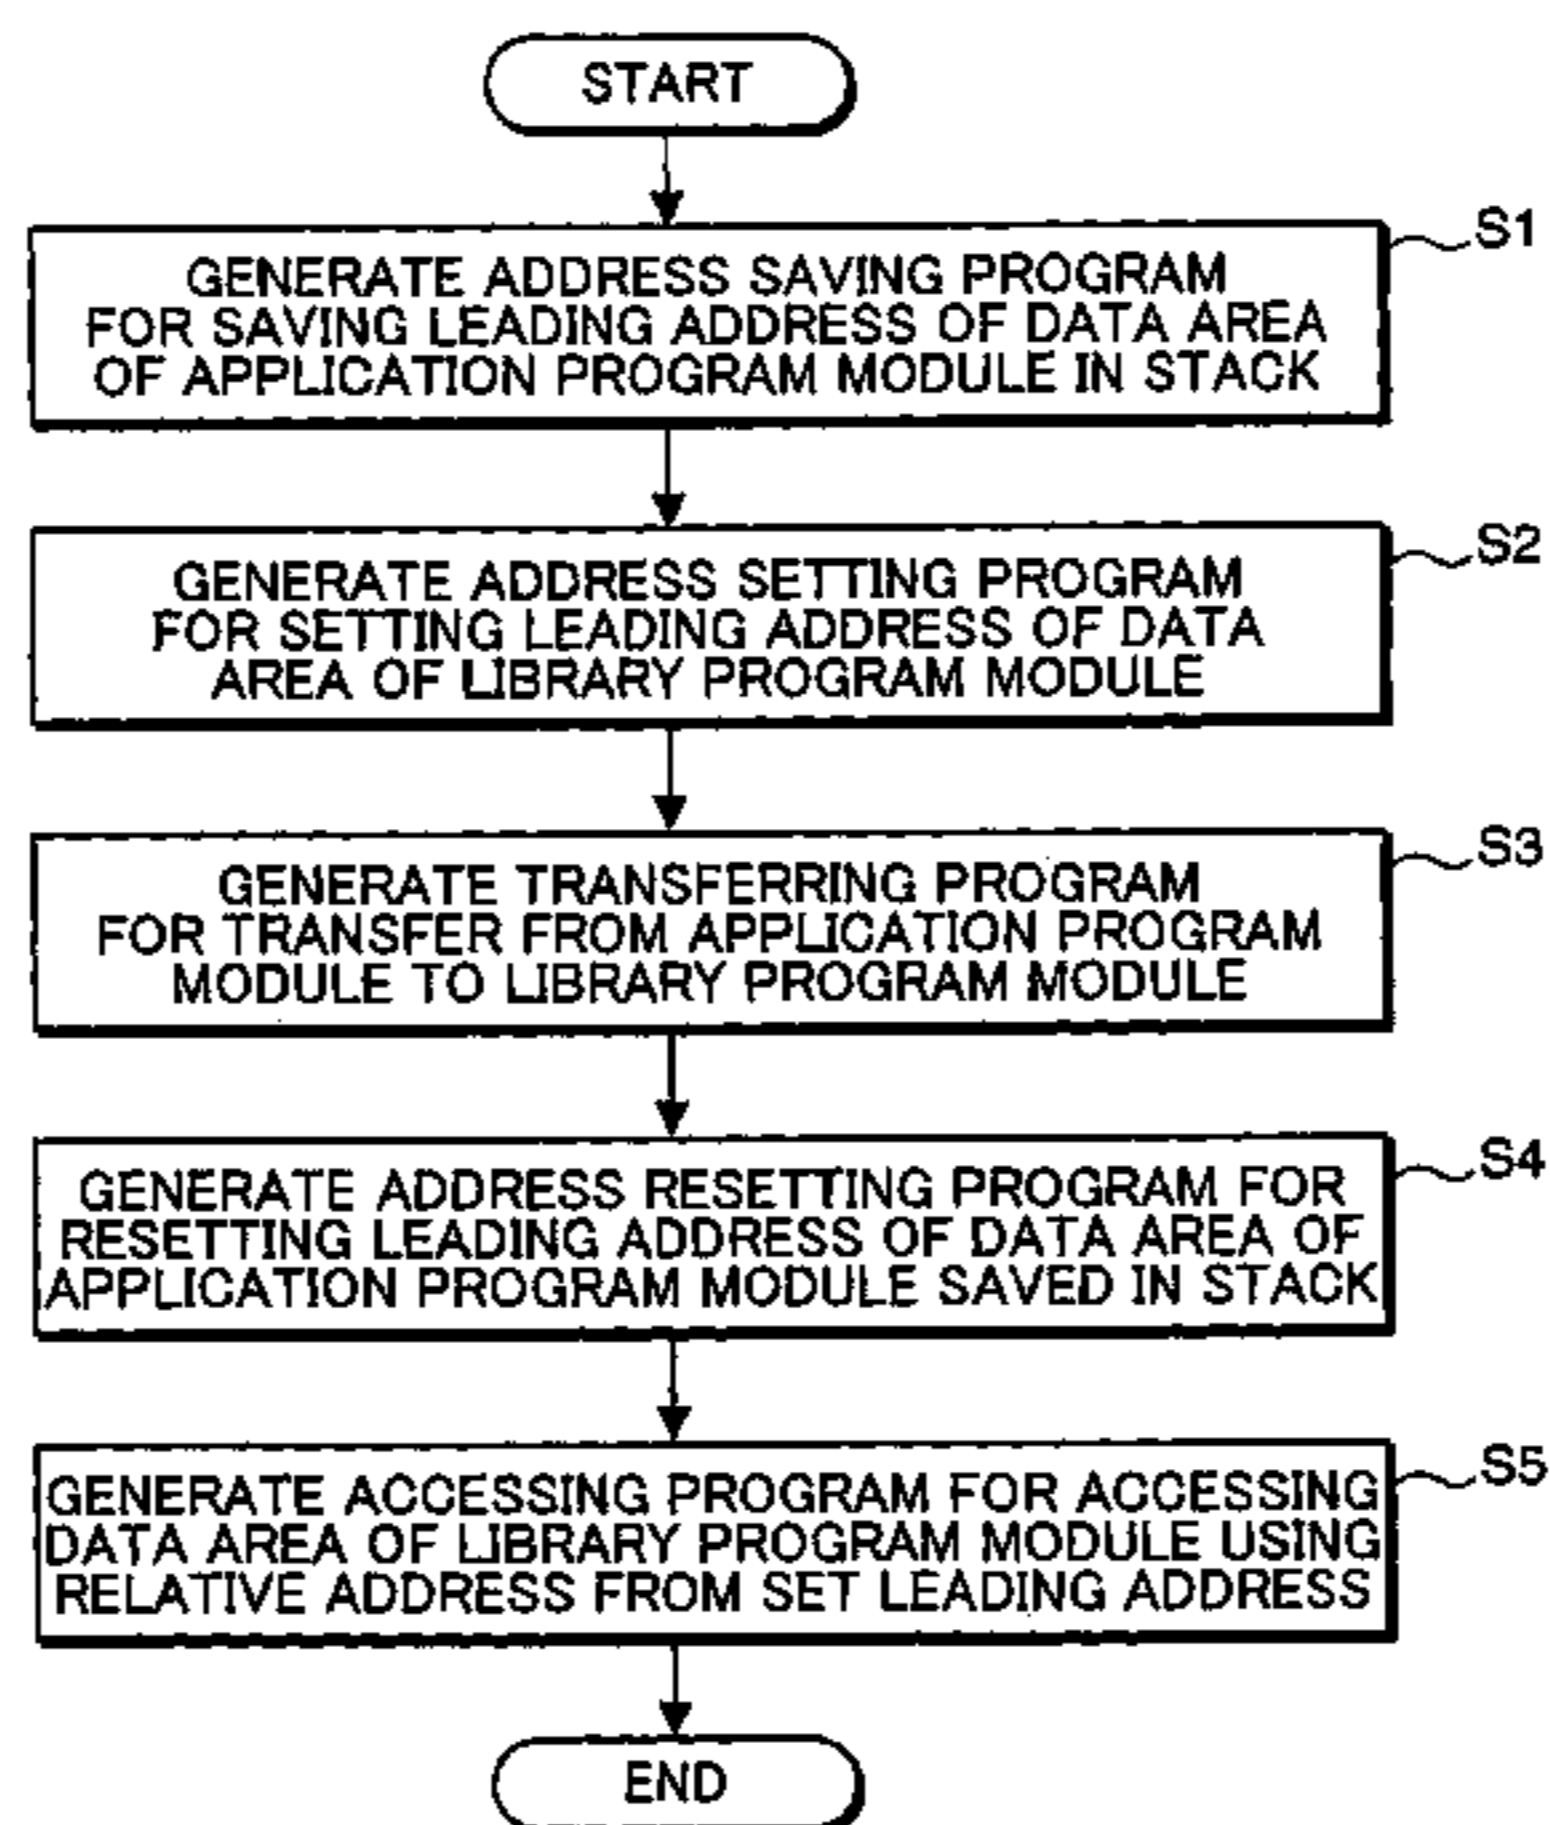 START
S1
GENERATE ADDRESS SAVING PROGRAM
FOR SAVING LEADING ADDRESS OF DATA AREA
OF APPLICATION PROGRAM MODULE IN STACK
S2
GENERATE ADDRESS SETTING PROGRAM
FOR SETTING LEADING ADDRESS OF DATA
AREA OF LIBRARY PROGRAM MODULE
S3
GENERATE TRANSFERRING PROGRAM
FOR TRANSFER FROM APPLICATION PROGRAM
MODULE TO LIBRARY PROGRAM MODULE
S4
GENERATE ADDRESS RESETTING PROGRAM FOR
RESETTING LEADING ADDRESS OF DATA AREA OF
APPLICATION PROGRAM MODULE SAVED IN STACK
S5
GENERATE ACCESSING PROGRAM FOR ACCESSING
DATA AREA OF LIBRARY PROGRAM MODULE USING
RELATIVE ADDRESS FROM SET LEADING ADDRESS
END